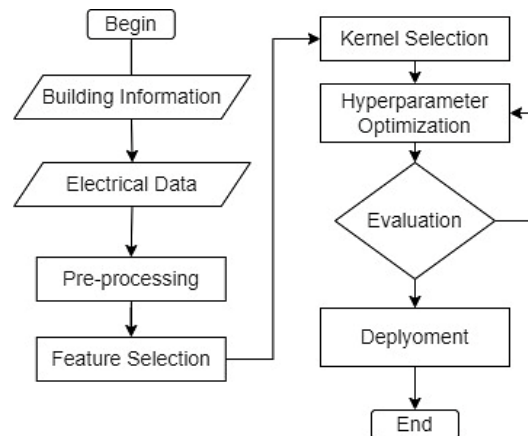 Begin
Building Information
Electrical Data
Pre-processing
Feature Selection
Kernel Selection
Hyperparameter
Optimization
Evaluation
Deplyoment
End